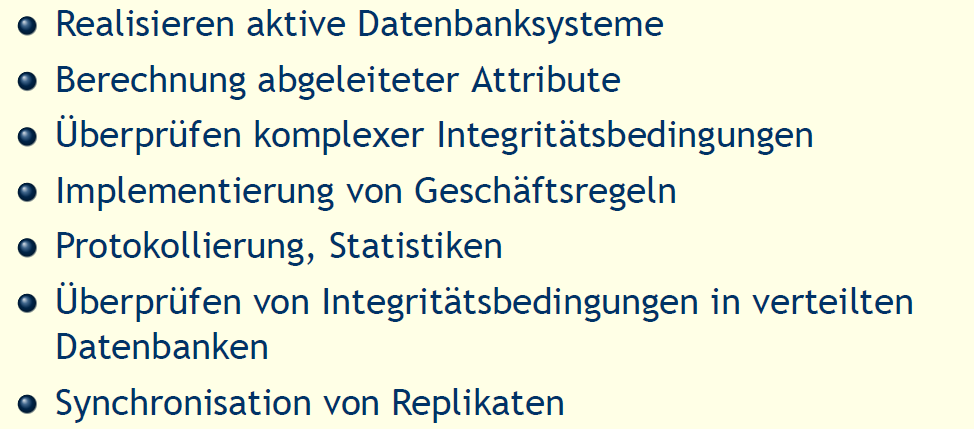 Realisieren aktive Datenbanksysteme
Berechnung abgeleiteter Attribute
Überprüfen komplexer Integritätsbedingungen
Implementierung von Geschäftsregeln
Protokollierung, Statistiken
Überprüfen von Integritätsbedingungen in verteilten
Datenbanken
Synchronisation von Replikaten